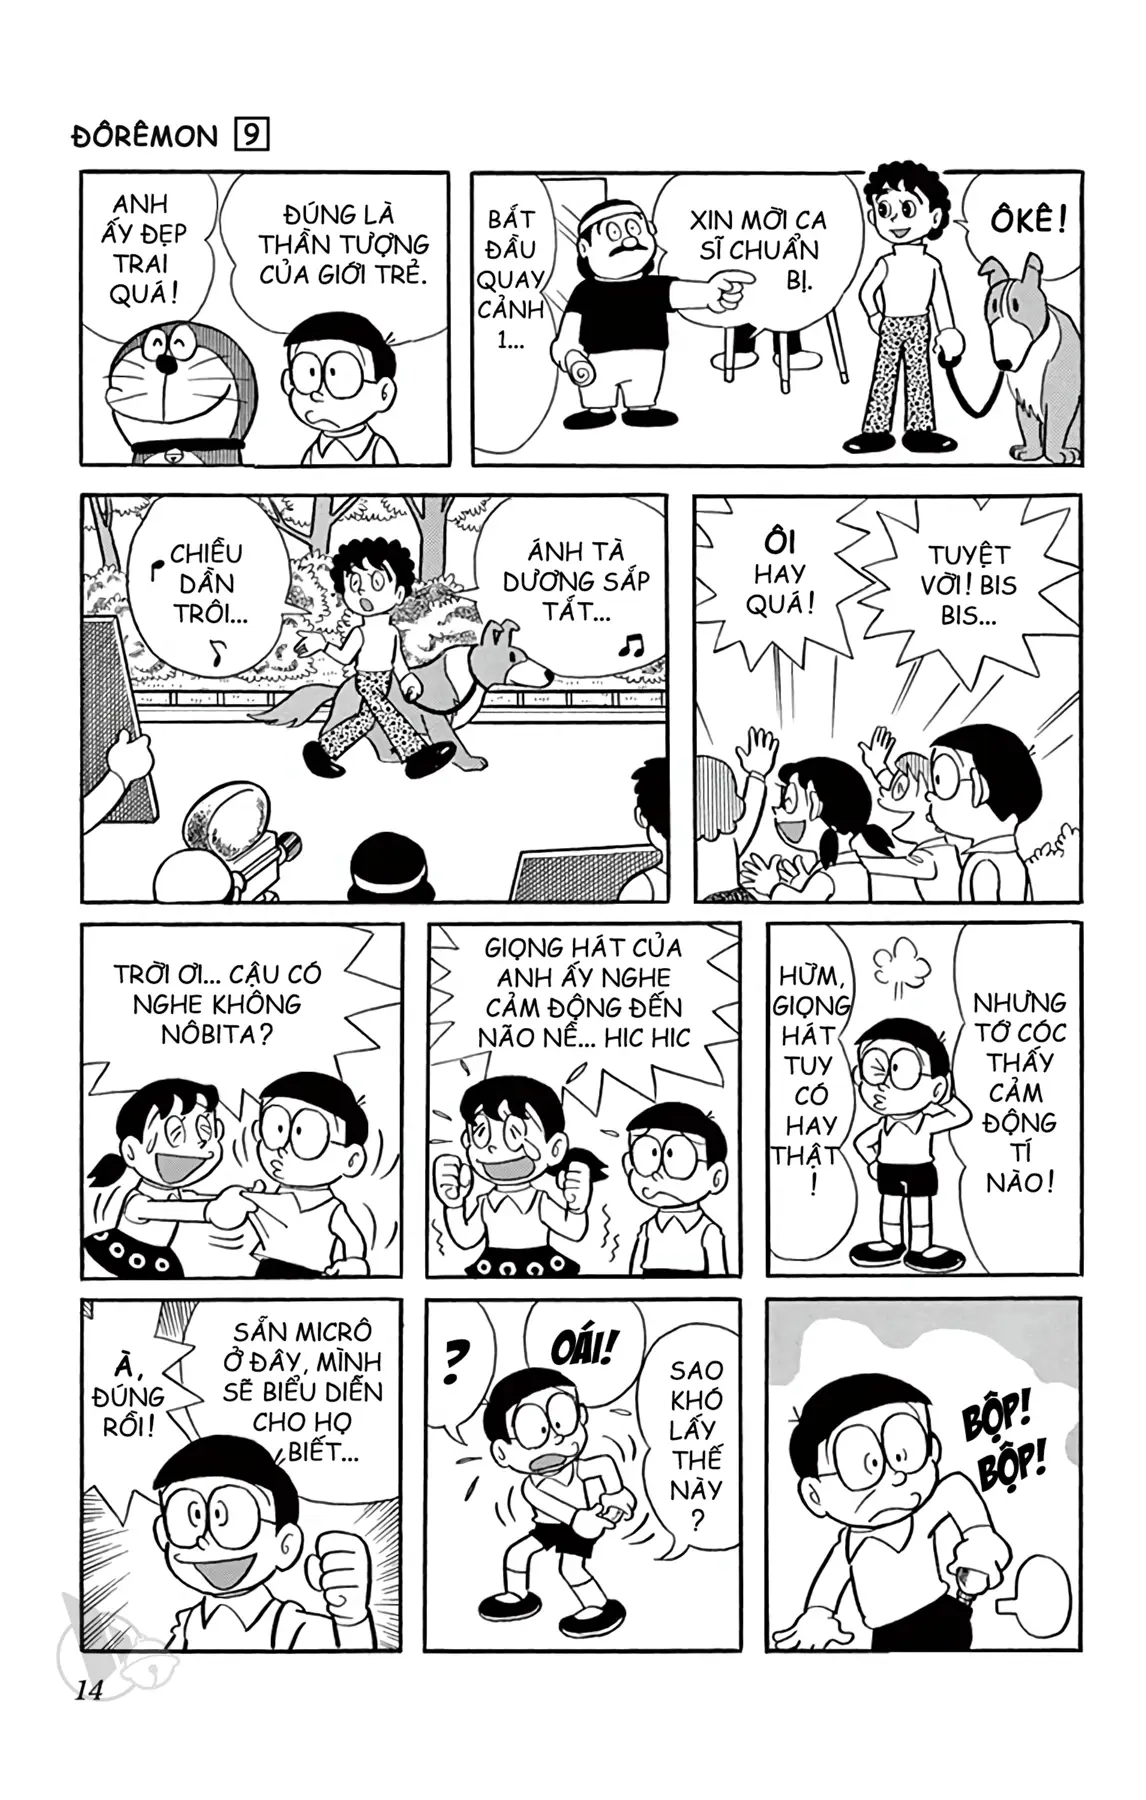 ĐÔRÊMON 9
ANH
ẤY ĐẸP
TRAI
QUÁ!
ĐÚNG LÀ
THẦN TƯỢNG
CỦA GIỚI TRẺ.
BẮT
ĐẦU
QUAY
CẢNH
1...
XIN MỜI CA
SĨ CHUẨN
BỊ.
ÔKÊ!
CHIỀU
DẦN
TRÔI...
ÁNH TÀ
DƯƠNG SẮP
TẮT...
ÔI
HAY
QUÁ!
TUYỆT
VỜI! BIS
BIS...
TRỜI ƠI... CẬU CÓ
NGHE KHÔNG
NÔBITA?
GIỌNG HÁT CỦA
ANH ẤY NGHE
CẢM ĐỘNG ĐẾN
NÃO NỀ... HIC HIC
HỪM,
GIỌNG
HÁT
TUY
CÓ
HAY
THẬT
!
NHƯNG
TỚ CÓC
THẤY
CẢM
ĐỘNG
TÍ
NÀO!
À,
ĐÚNG
RỒI!
SẴN MICRÔ
Ở ĐÂY, MÌNH
SẼ BIỂU DIỄN
CHO HỌ
BIẾT...
?
OÁI!
SAO
KHÓ
LẤY
THẾ
NÀY
?
BỘP!
BỘP!
14